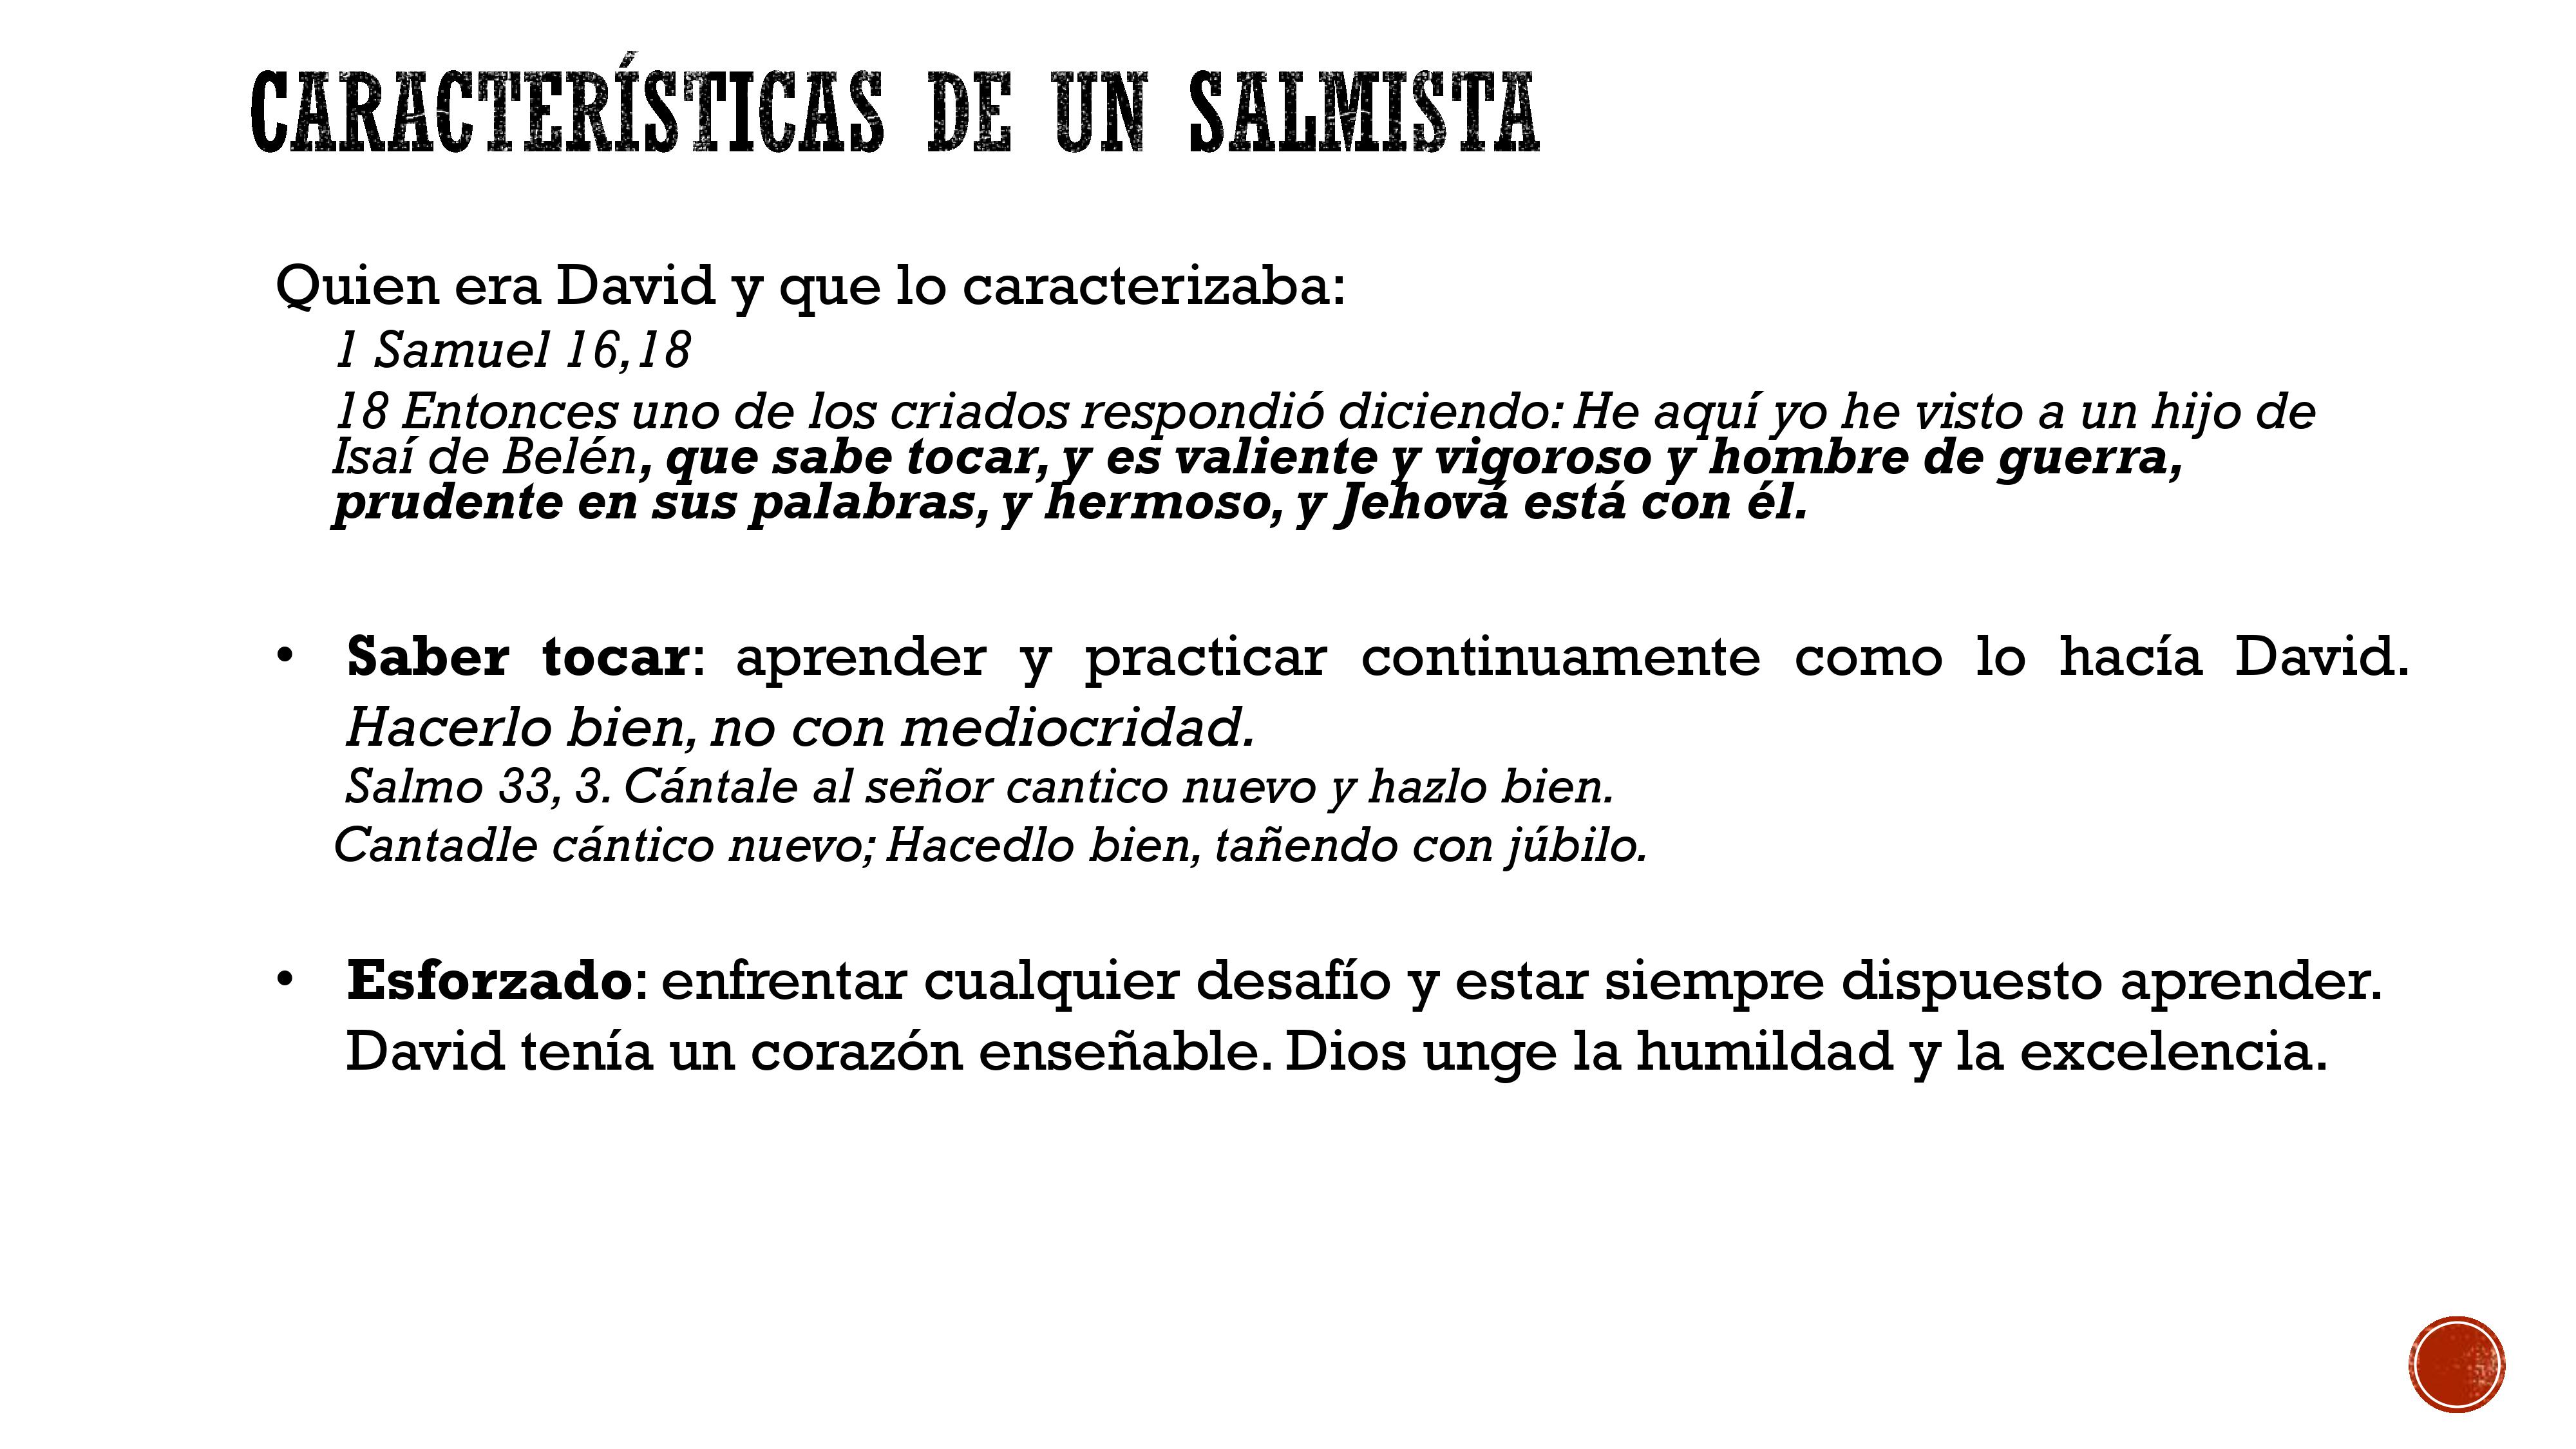 CARACTERÍSTICAS DE UN SALMISTA
Quien era David y que lo caracterizaba:
1 Samuel 16,18
18 Entonces uno de los criados respondió diciendo: He aquí yo he visto a un hijo de
Isaí de Belén, que sabe tocar, y es valiente y vigoroso y hombre de guerra,
prudente en sus palabras, y hermoso, y Jehová está con él.
• Saber tocar: aprender y practicar continuamente como lo hacía David.
Hacerlo bien, no con mediocridad.
Salmo 33, 3. Cántale al señor cantico nuevo y hazlo bien.
Cantadle cántico nuevo; Hacedlo bien, tañendo con júbilo.
• Esforzado: enfrentar cualquier desafío y estar siempre dispuesto aprender.
David tenía un corazón enseñable. Dios unge la humildad y la excelencia.